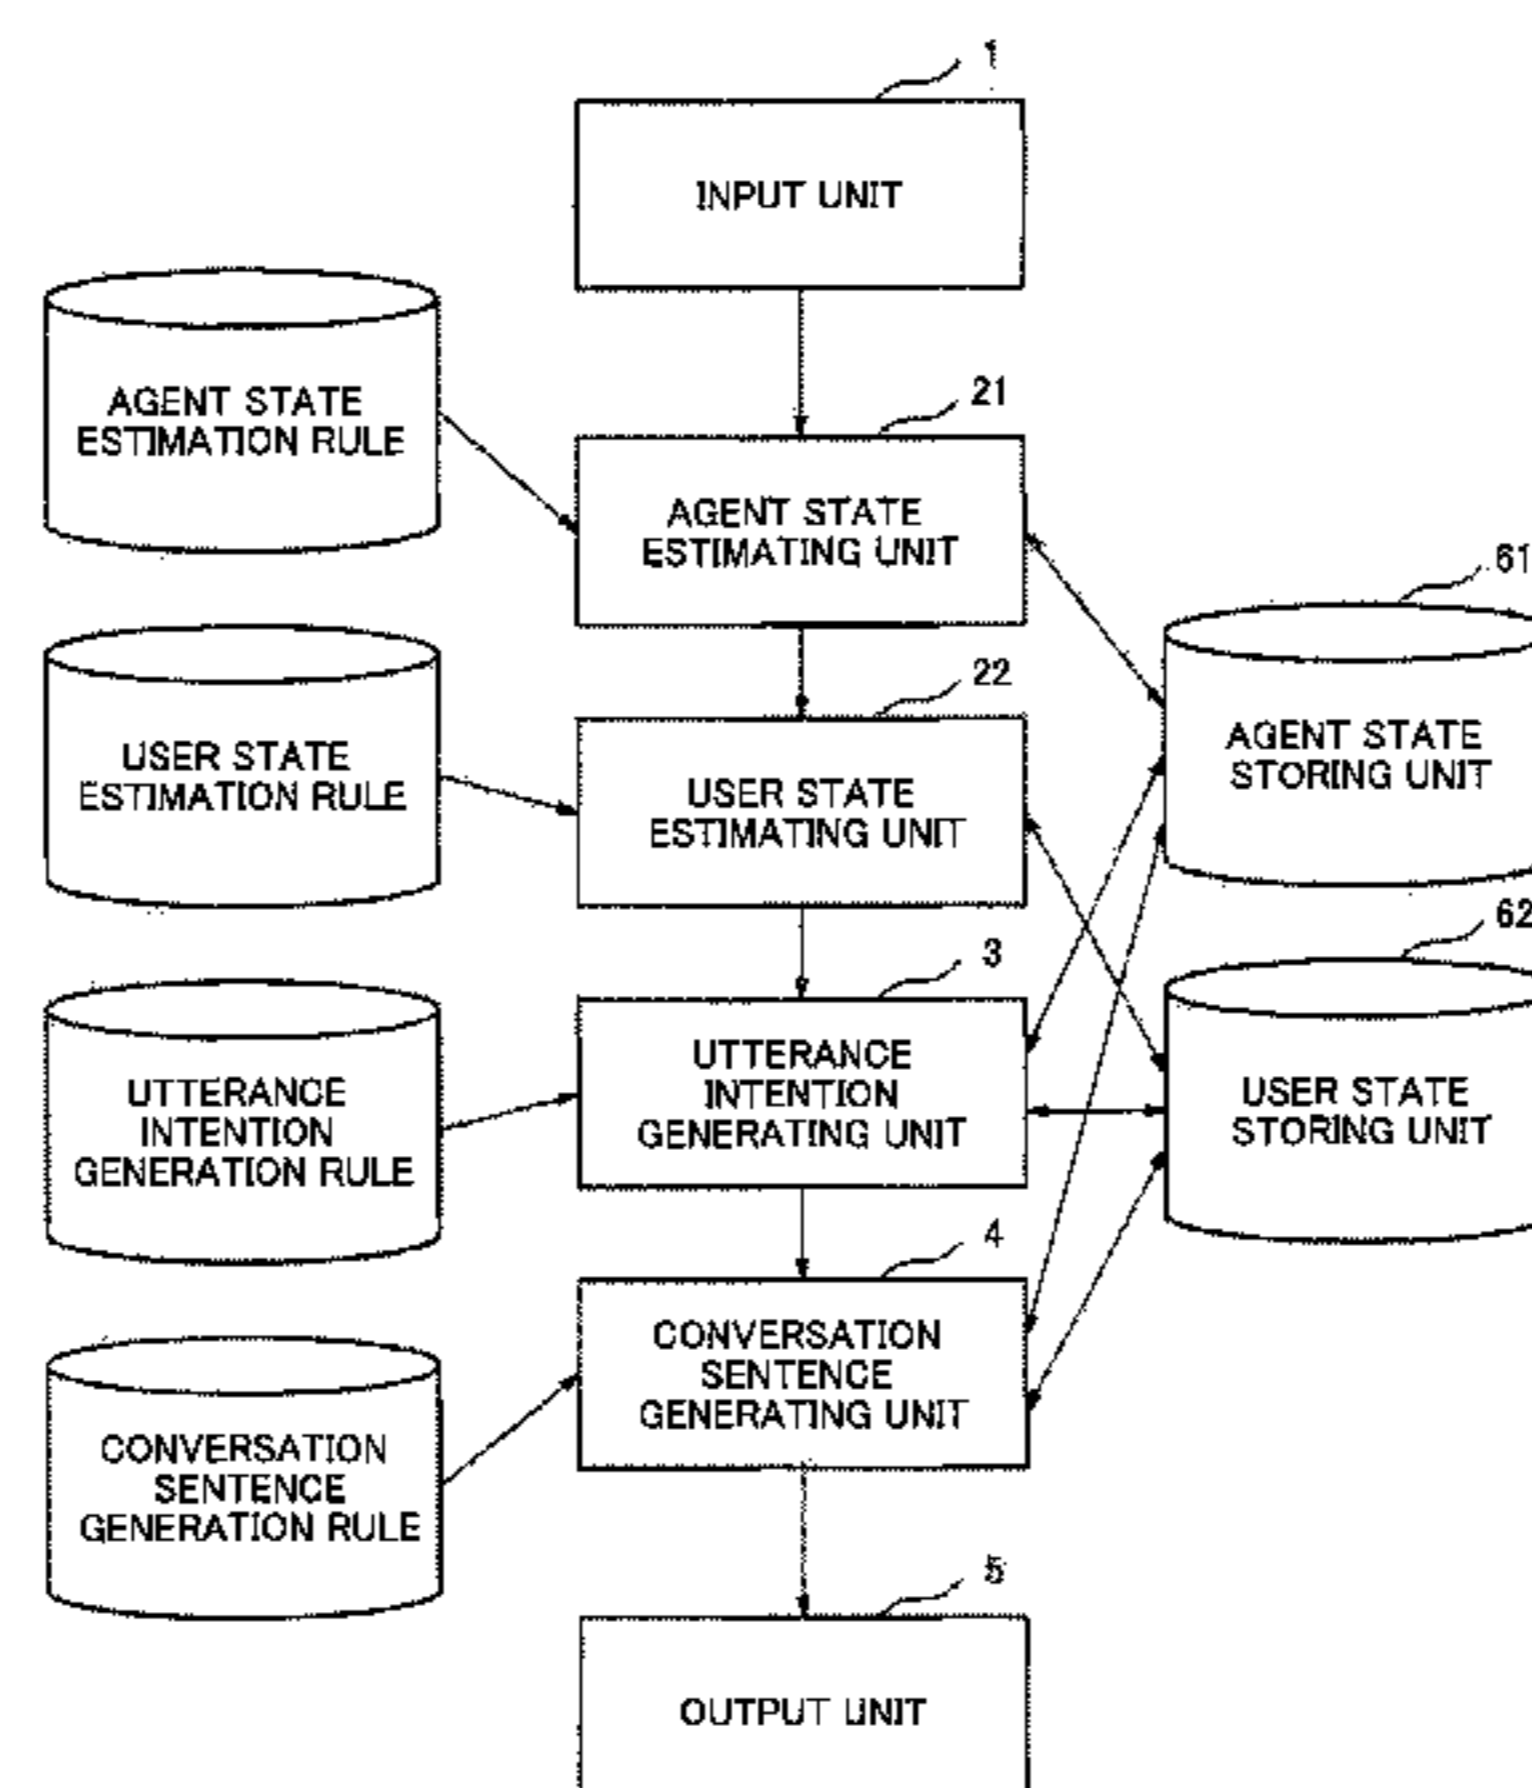 1
INPUT UNIT
AGENT STATE
ESTIMATION RULE
21
AGENT STATE
ESTIMATING UNIT
61
AGENT STATE
STORING UNIT
USER STATE
ESTIMATION RULE
22
USER STATE
ESTIMATING UNIT
62
USER STATE
STORING UNIT
UTTERANCE
INTENTION
GENERATION RULE
3
UTTERANCE
INTENTION
GENERATING UNIT
CONVERSATION
SENTENCE
GENERATION RULE
4
CONVERSATION
SENTENCE
GENERATING UNIT
5
OUTPUT UNIT